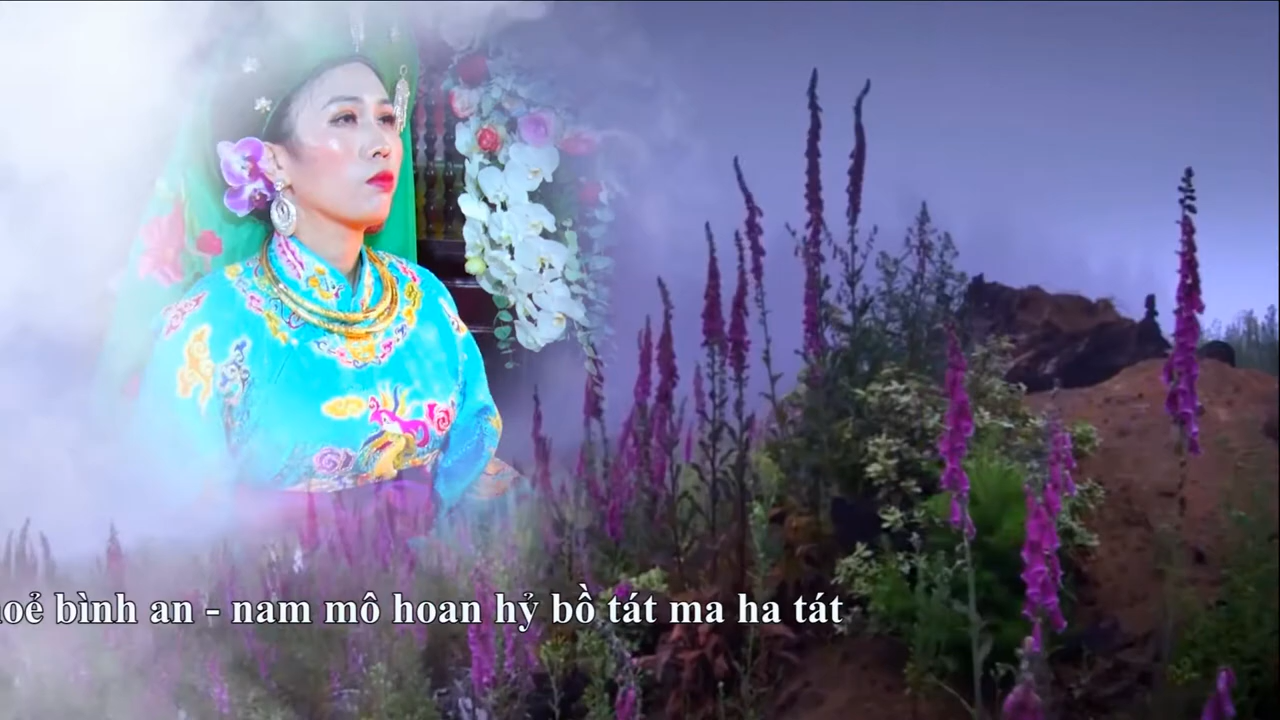 bình an - nam mô hoan hỷ bồ tát ma ha tát